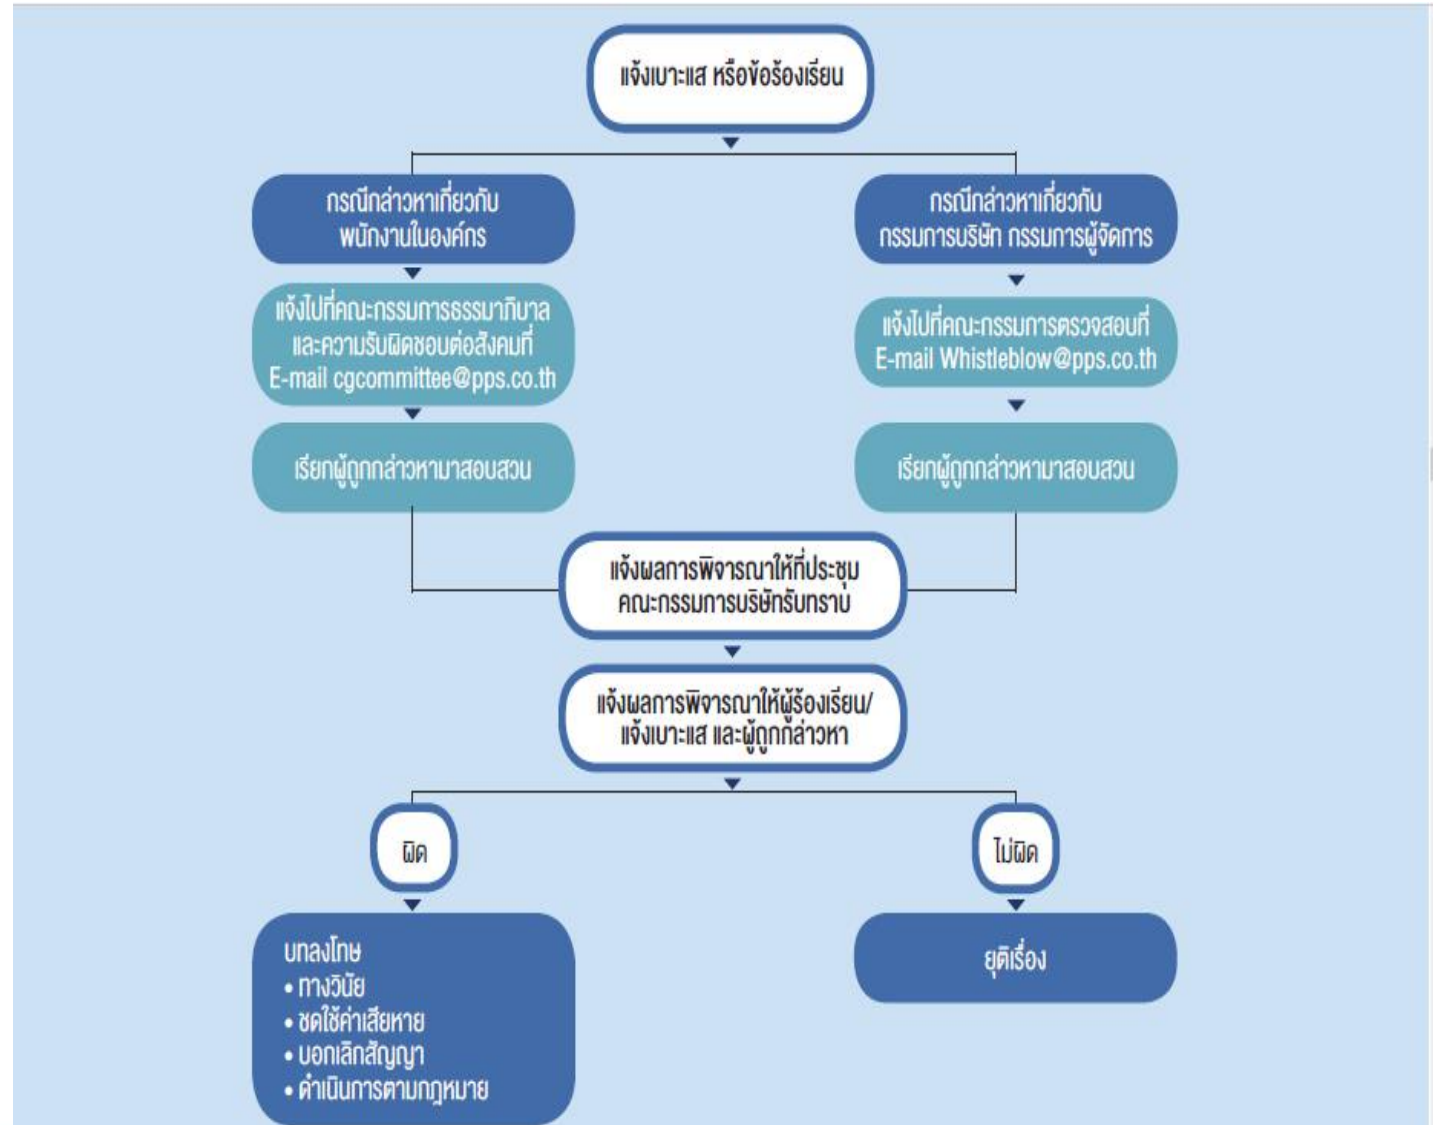 แจ้งเบาะแส หรือข้อร้องเรียน
กรณีกล่าวหาเกี่ยวกับ
พนักงานในองค์กร
กรณีกล่าวหาเกี่ยวกับ
กรรมการบริษัท กรรมการผู้จัดการ
แจ้งไปที่คณะกรรมการธรรมาภิบาล
และความรับผิดชอบต่อสังคมที่
E-mail cgcommittee@pps.co.th
แจ้งไปที่คณะกรรมการตรวจสอบที่
E-mail Whistleblow@pps.co.th
เรียกผู้ถูกกล่าวหามาสอบสวน
เรียกผู้ถูกกล่าวหามาสอบสวน
แจ้งผลการพิจารณาให้ที่ประชุม
คณะกรรมการบริษัทรับทราบ
แจ้งผลการพิจารณาให้ผู้ร้องเรียน/
แจ้งเบาะแส และผู้ถูกกล่าวหา
ผิด
ไม่ผิด
บทลงโทษ
• ทางวินัย
• ชดใช้ค่าเสียหาย
• บอกเลิกสัญญา
• ดำเนินการตามกฎหมาย
ยุติเรื่อง